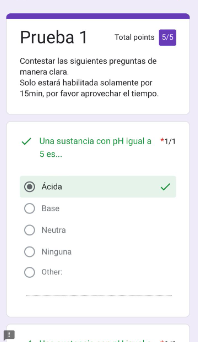 Prueba 1
Total points 5/5
Contestar las siguientes preguntas de
manera clara.
Solo estará habilitada solamente por
15min, por favor aprovechar el tiempo.
Una sustancia con pH igual a *1/1
5 es...
Ácida
Base
Neutra
Ninguna
Other: